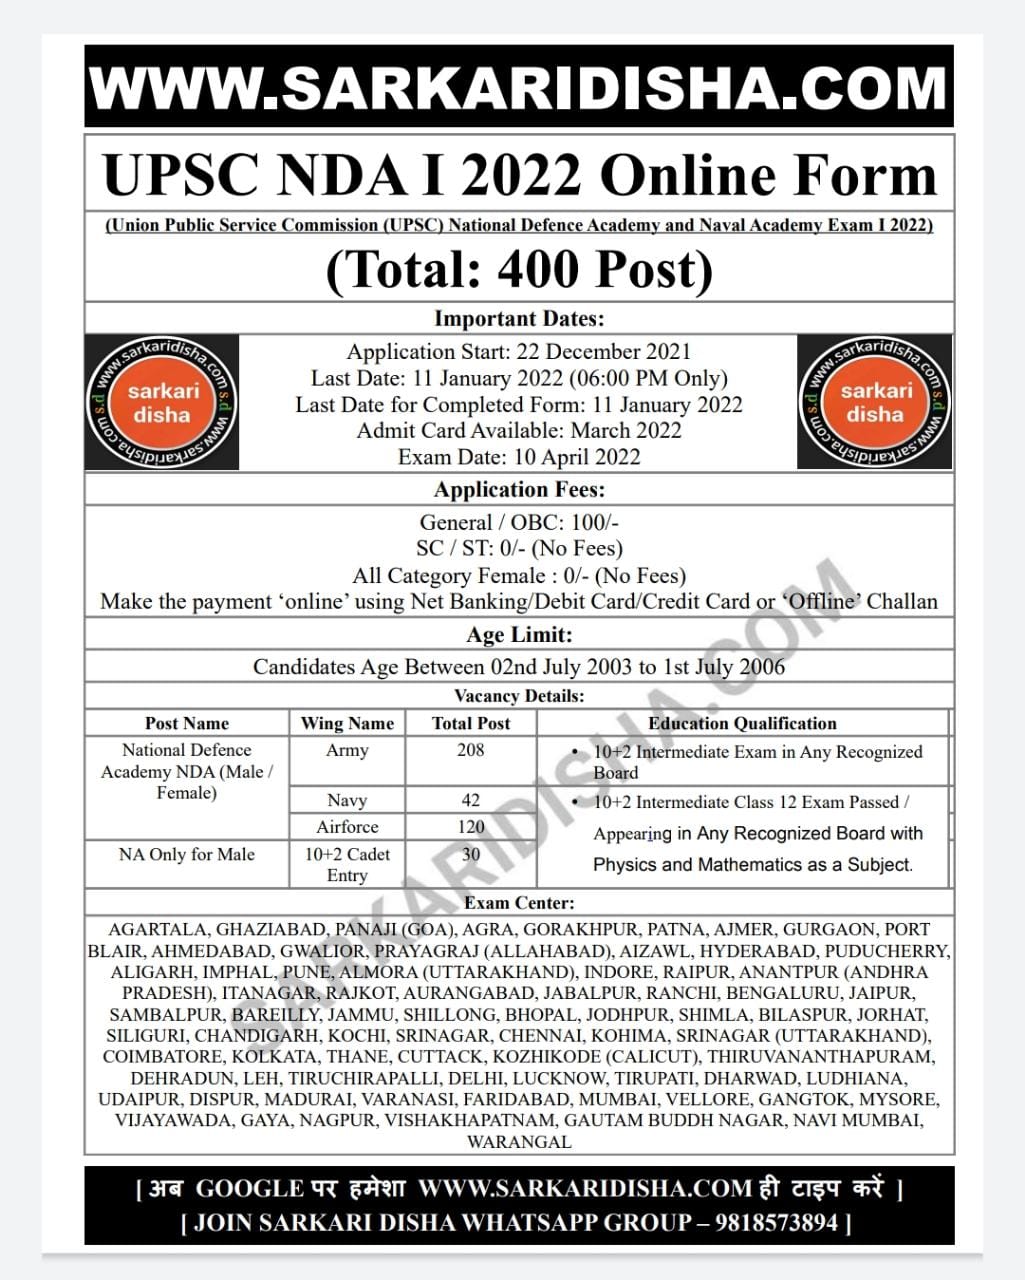 WWW.SARKARIDISHA.COM
UPSC NDA I 2022 Online Form
(Union Public Service Commission (UPSC) National Defence Academy and Naval Academy Exam I 2022)
(Total: 400 Post)
Important Dates:
www.sarkaridisha.com
s.d
sarkari
disha
s.d
www.sarkaridisha.com
Application Start: 22 December 2021
Last Date: 11 January 2022 (06:00 PM Only)
Last Date for Completed Form: 11 January 2022
Admit Card Available: March 2022
Exam Date: 10 April 2022
www.sarkaridisha.com
s.d
sarkari
disha
s.d
www.sarkaridisha.com
Application Fees:
General / OBC: 100/-
SC / ST: 0/- (No Fees)
All Category Female : 0/- (No Fees)
Make the payment ‘online’ using Net Banking/Debit Card/Credit Card or ‘Offline’ Challan
Age Limit:
Candidates Age Between 02nd July 2003 to 1st July 2006
Vacancy Details:
Post Name Wing Name Total Post Education Qualification
National Defence
Academy NDA (Male /
Female)
Army 208
Navy 42
Airforce 120
• 10+2 Intermediate Exam in Any Recognized
Board
• 10+2 Intermediate Class 12 Exam Passed /
Appearing in Any Recognized Board with
Physics and Mathematics as a Subject.
NA Only for Male 10+2 Cadet 30
Entry
Exam Center:
AGARTALA, GHAZIABAD, PANAJI (GOA), AGRA, GORAKHPUR, PATNA, AJMER, GURGAON, PORT
BLAIR, AHMEDABAD, GWALIOR, PRAYAGRAJ (ALLAHABAD), AIZAWL, HYDERABAD, PUDUCHERRY,
ALIGARH, IMPHAL, PUNE, ALMORA (UTTARAKHAND), INDORE, RAIPUR, ANANTPUR (ANDHRA
PRADESH), ITANAGAR, RAJKOT, AURANGABAD, JABALPUR, RANCHI, BENGALURU, JAIPUR,
SAMBALPUR, BAREILLY, JAMMU, SHILLONG, BHOPAL, JODHPUR, SHIMLA, BILASPUR, JORHAT,
SILIGURI, CHANDIGARH, KOCHI, SRINAGAR, CHENNAI, KOHIMA, SRINAGAR (UTTARAKHAND),
COIMBATORE, KOLKATA, THANE, CUTTACK, KOZHIKODE (CALICUT), THIRUVANANTHAPURAM,
DEHRADUN, LEH, TIRUCHIRAPALLI, DELHI, LUCKNOW, TIRUPATI, DHARWAD, LUDHIANA,
UDAIPUR, DISPUR, MADURAI, VARANASI, FARIDABAD, MUMBAI, VELLORE, GANGTOK, MYSORE,
VIJAYAWADA, GAYA, NAGPUR, VISHAKHAPATNAM, GAUTAM BUDDH NAGAR, NAVI MUMBAI,
WARANGAL
SARKARIDISHA.COM
[ अब GOOGLE पर हमेशा WWW.SARKARIDISHA.COM ही टाइप करें ]
[ JOIN SARKARI DISHA WHATSAPP GROUP – 9818573894 ]